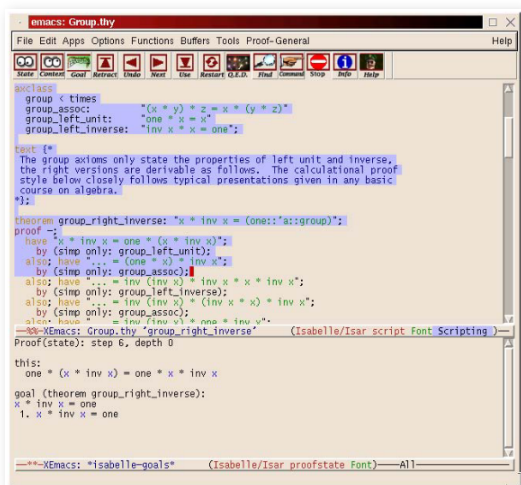 emacs: Group.thy
File Edit Apps Options Functions Buffers Tools Proof-General Help
State Context Goal Retract Undo Next Use Restart Q.E.D. Find Command Stop Info Help
axclass
group < times
group_assoc: "(x * y) * z = x * (y * z)"
group_left_unit: "one * x = x"
group_left_inverse: "inv x * x = one";
text {*
The group axioms only state the properties of left unit and inverse,
the right versions are derivable as follows. The calculational proof
style below closely follows typical presentations given in any basic
course on algebra.
*};
theorem group_right_inverse: "x * inv x = (one::'a::group)";
proof -;
have "x * inv x = one * (x * inv x)";
by (simp only: group_left_unit);
also; have "... = (one * x) * inv x";
by (simp only: group_assoc);
also; have "... = inv (inv x) * inv x * x * inv x";
by (simp only: group_left_inverse);
also; have "... = inv (inv x) * (inv x * x) * inv x";
by (simp only: group_assoc);
also; have "... = inv (inv x) * one * inv x";
--%%-XEmacs: Group.thy 'group_right_inverse' (Isabelle/Isar script Font Scripting )--
Proof(state): step 6, depth 0
this:
one * (x * inv x) = one * x * inv x
goal (theorem group_right_inverse):
x * inv x = one
1. x * inv x = one
--**-XEmacs: *isabelle-goals* (Isabelle/Isar proofstate Font)----All----